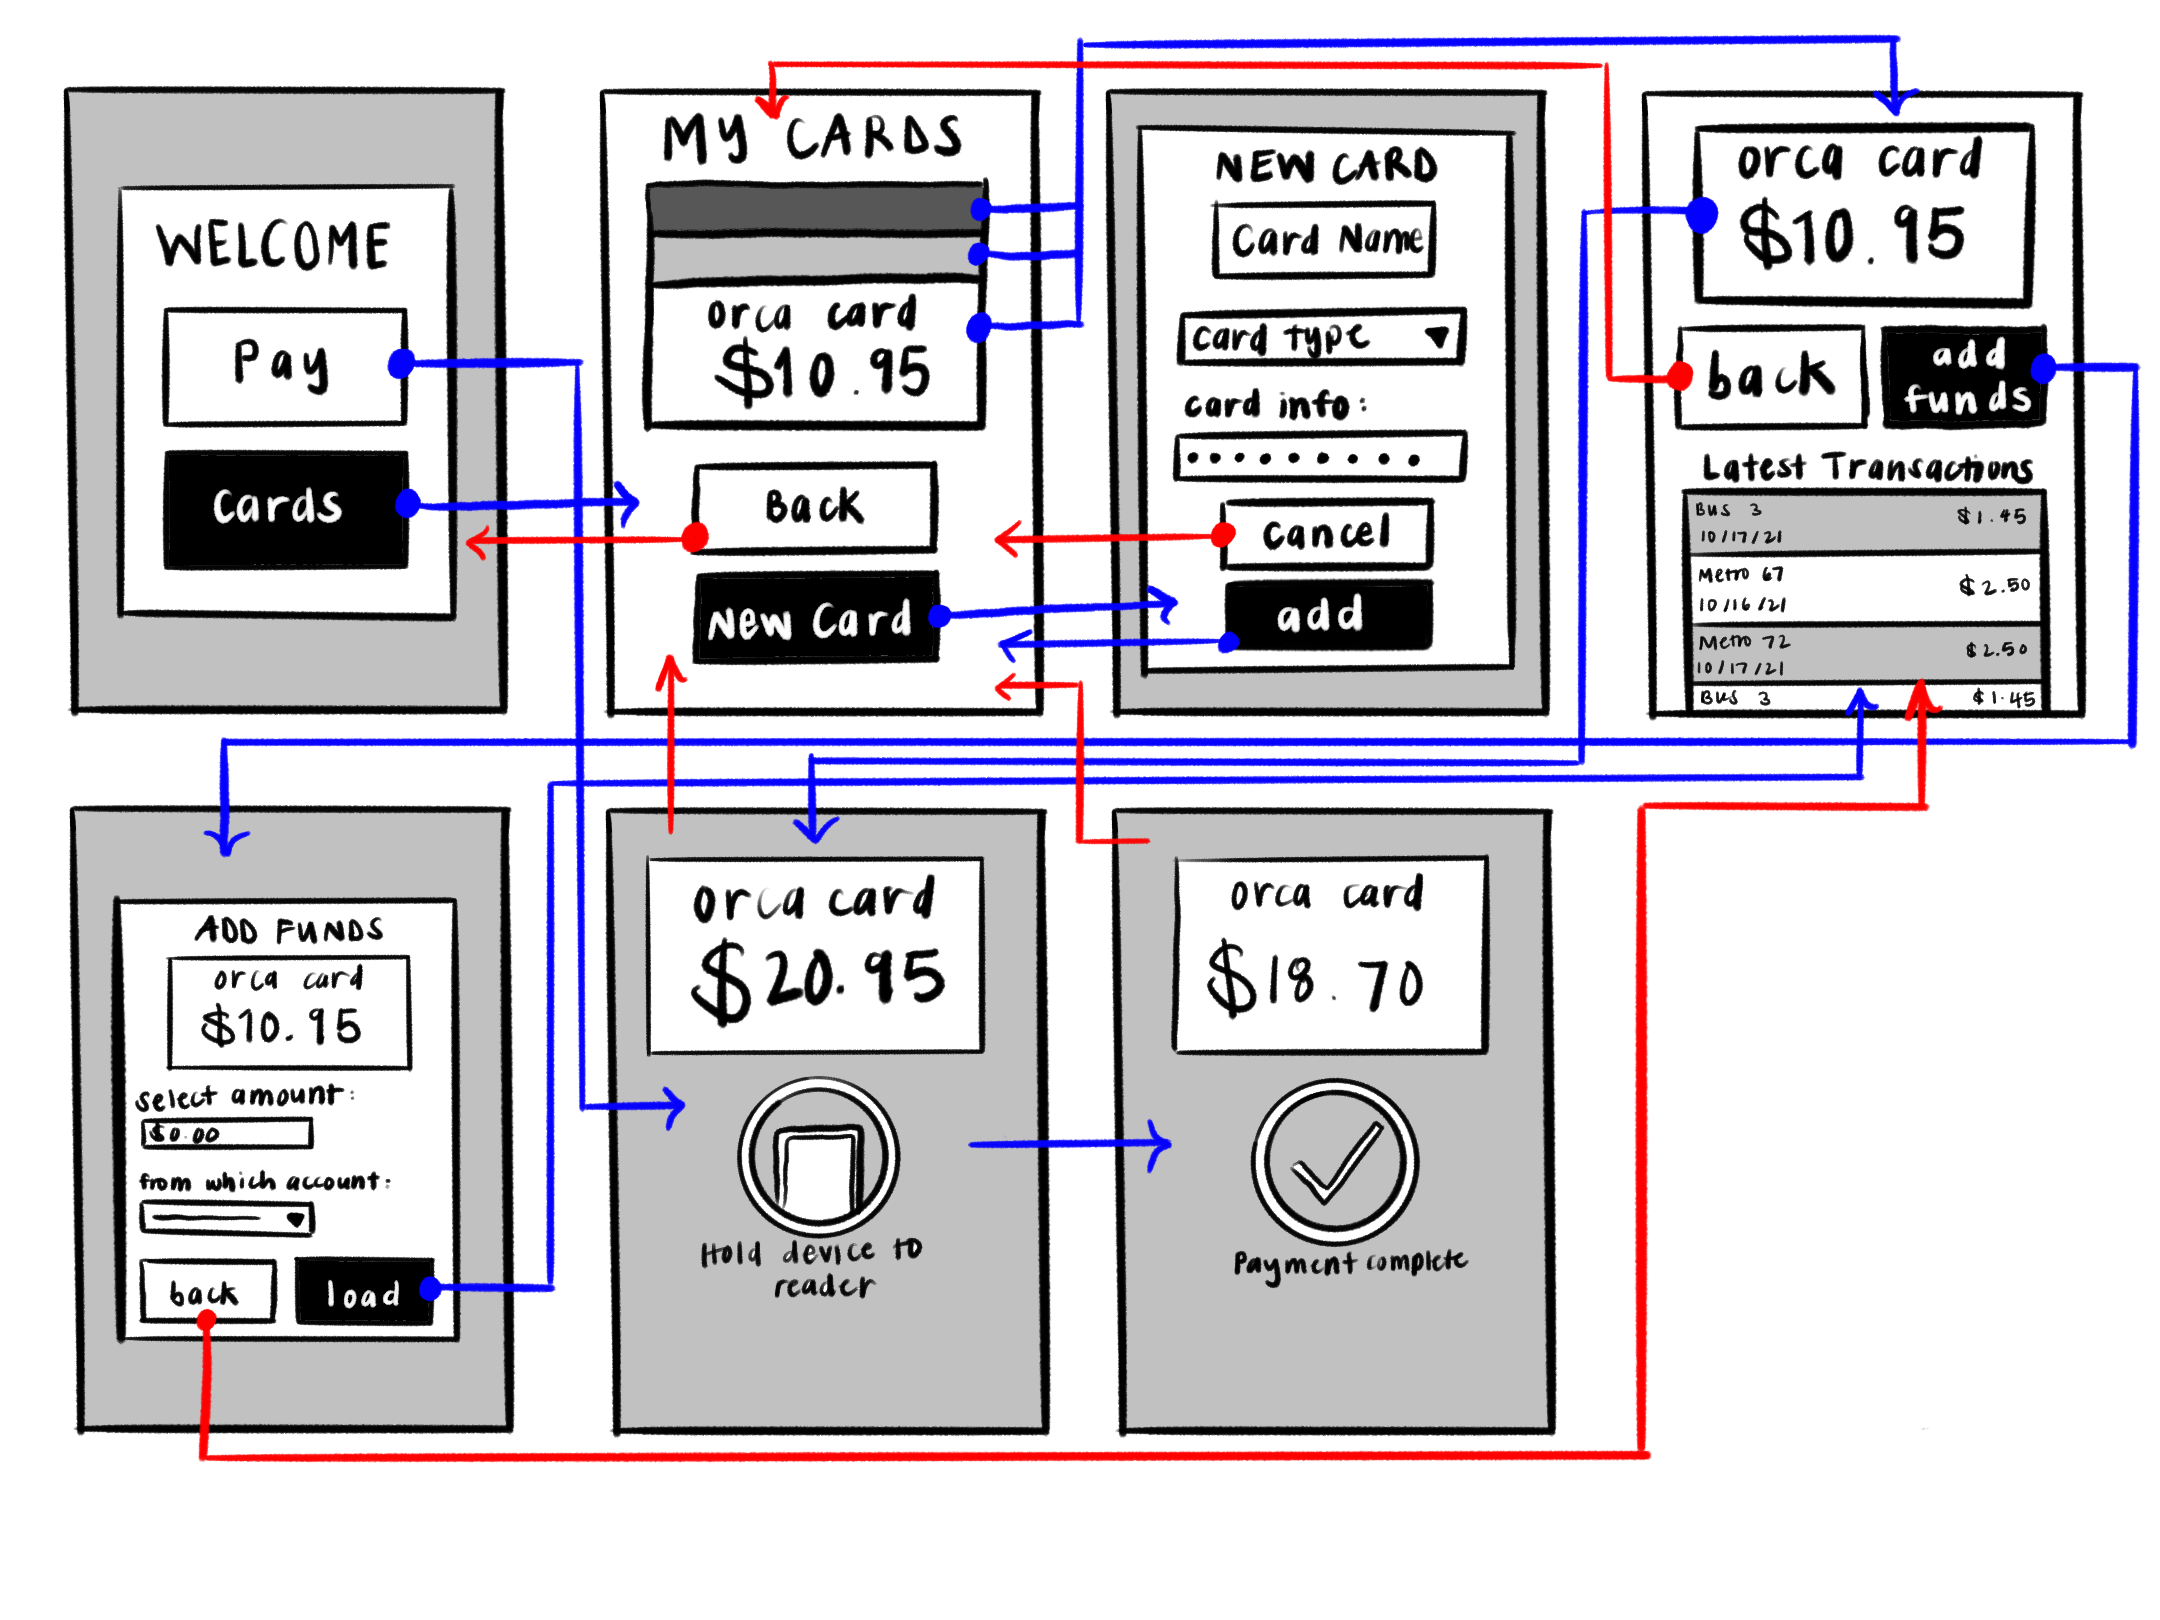 WELCOME
Pay
Cards
MY CARDS
orca card
$10.95
Back
New Card
NEW CARD
Card Name
card type
card info:
cancel
add
orca card
$10.95
back
add
funds
Latest Transactions
Bus 3
$1.45
10/17/21
Metro 67
$2.50
10/16/21
Metro 72
$2.50
10/17/21
Bus 3
$1.45
ADD FUNDS
orca card
$10.95
select amount:
$0.00
from which account:
back
load
orca card
$20.95
Hold device to
reader
orca card
$18.70
Payment complete